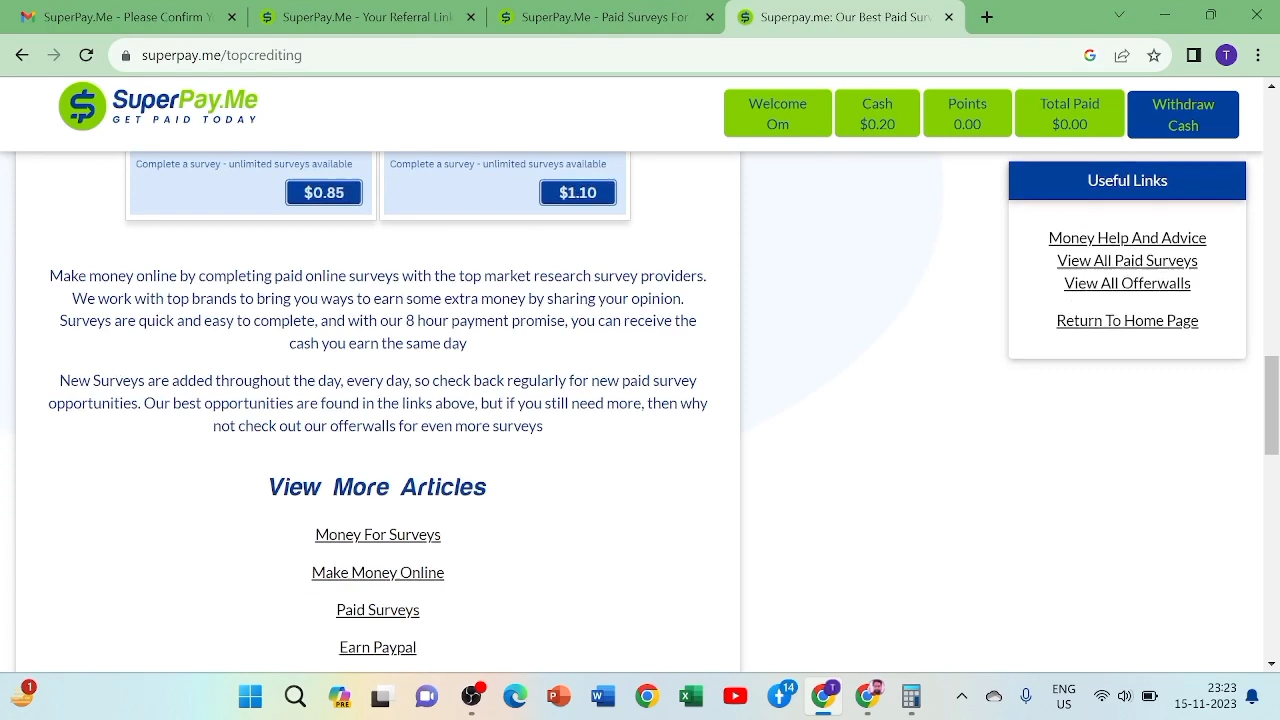 SuperPay.Me - Please Confirm Yo
SuperPay.Me - Your Referral Link
SuperPay.Me - Paid Surveys For
Superpay.me: Our Best Paid Surv
superpay.me/topcrediting
T
SuperPay.Me
GET PAID TODAY
Welcome
Om
Cash
$0.20
Points
0.00
Total Paid
$0.00
Withdraw
Cash
Complete a survey - unlimited surveys available
$0.85
Complete a survey - unlimited surveys available
$1.10
Useful Links
Money Help And Advice
View All Paid Surveys
View All Offerwalls
Return To Home Page
Make money online by completing paid online surveys with the top market research survey providers.
We work with top brands to bring you ways to earn some extra money by sharing your opinion.
Surveys are quick and easy to complete, and with our 8 hour payment promise, you can receive the
cash you earn the same day
New Surveys are added throughout the day, every day, so check back regularly for new paid survey
opportunities. Our best opportunities are found in the links above, but if you still need more, then why
not check out our offerwalls for even more surveys
View More Articles
Money For Surveys
Make Money Online
Paid Surveys
Earn Paypal
1
PRE
14
T
ENG
US
23:23
15-11-2023